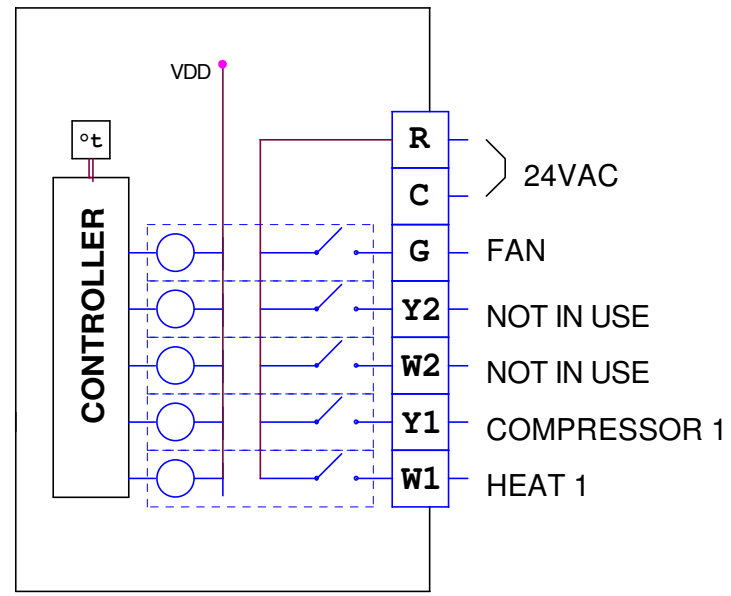 VDD
°t
CONTROLLER
R
C
24VAC
G FAN
Y2 NOT IN USE
W2 NOT IN USE
Y1 COMPRESSOR 1
W1 HEAT 1